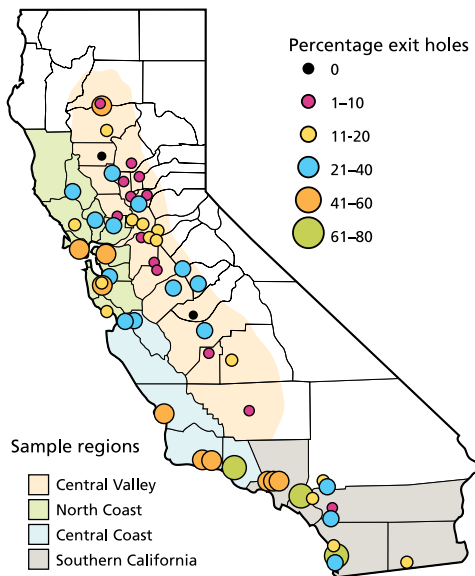 Percentage exit holes
0
1–10
11-20
21–40
41–60
61–80
Sample regions
Central Valley
North Coast
Central Coast
Southern California